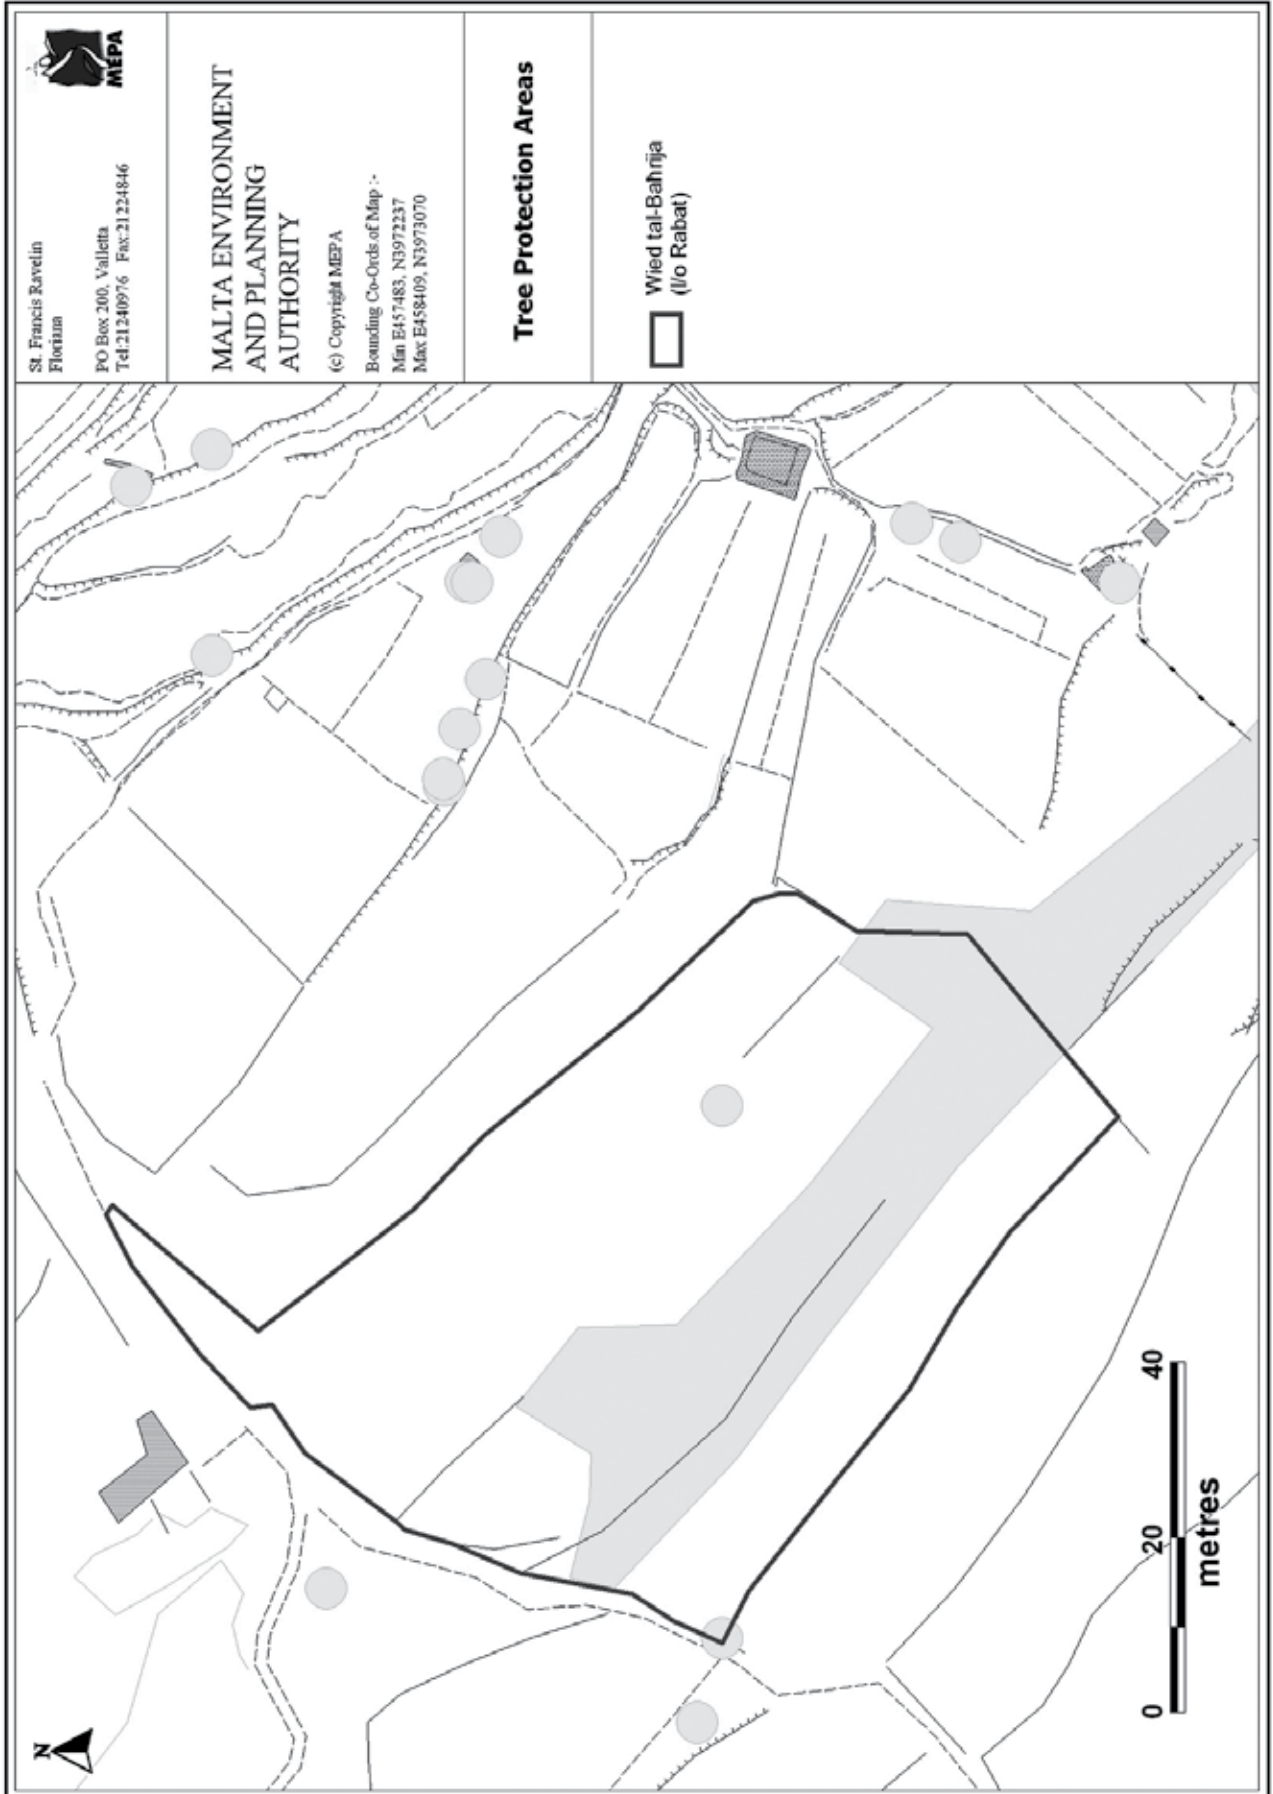 MEPA
St. Francis Ravelin
Floriana
PO Box 200, Valletta
Tel:21240976 Fax:21224846
MALTA ENVIRONMENT
AND PLANNING
AUTHORITY
(c) Copyright MEPA
Bounding Co-Ords of Map :-
Min E457483, N3972237
Max E458409, N3973070
Tree Protection Areas
Wied tal-Bahrija
(l/o Rabat)
N
0 20 40
metres